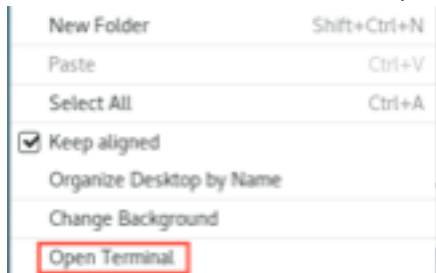 New Folder Shift+Ctrl+N
Paste Ctrl+V
Select All Ctrl+A
Keep aligned
Organize Desktop by Name
Change Background
Open Terminal